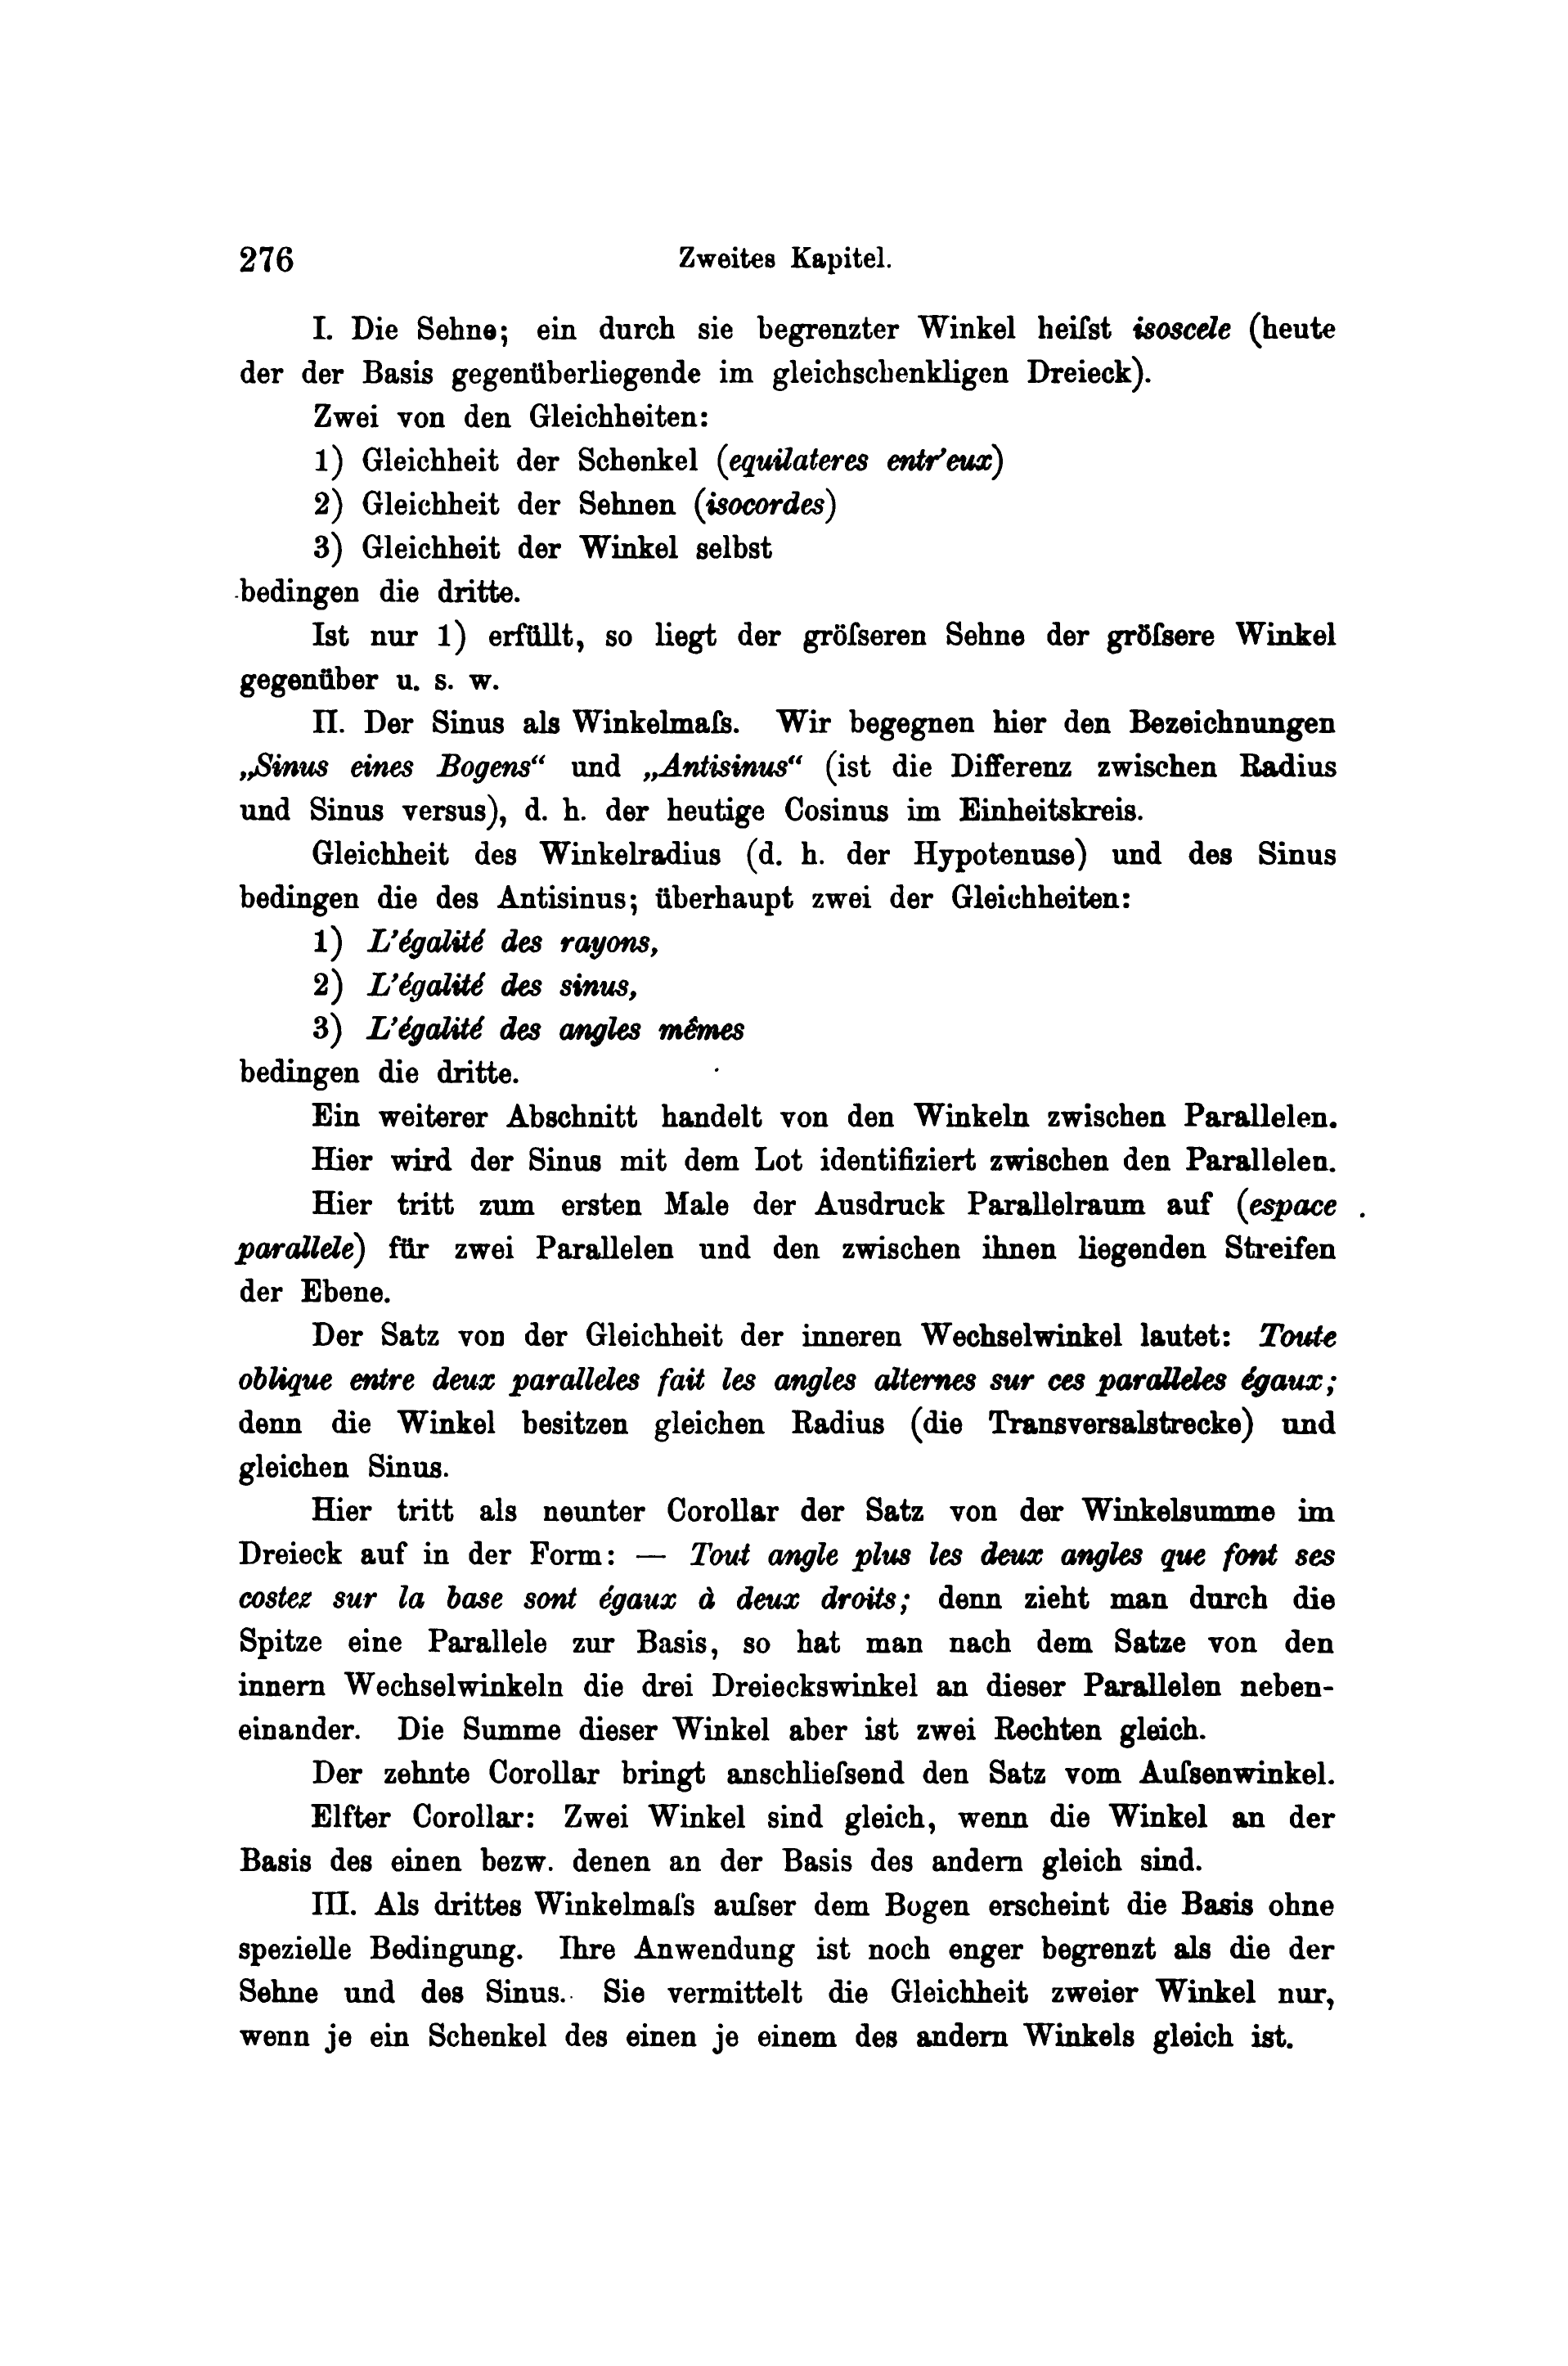 276 Zweites Kapitel.
I. Die Sehne; ein durch sie begrenzter Winkel heiſst isoscele (heute
der der Basis gegenüberliegende im gleichschenkligen Dreieck).
Zwei von den Gleichheiten:
1) Gleichheit der Schenkel (equilateres entr'eux)
2) Gleichheit der Sehnen (isocordes)
3) Gleichheit der Winkel selbst
bedingen die dritte.
Ist nur 1) erfüllt, so liegt der gröſseren Sehne der gröſsere Winkel
gegenüber u. s. w.
II. Der Sinus als Winkelmaſs. Wir begegnen hier den Bezeichnungen
„Sinus eines Bogens“ und „Antisinus“ (ist die Differenz zwischen Radius
und Sinus versus), d. h. der heutige Cosinus im Einheitskreis.
Gleichheit des Winkelradius (d. h. der Hypotenuse) und des Sinus
bedingen die des Antisinus; überhaupt zwei der Gleichheiten:
1) L'égalité des rayons,
2) L'égalité des sinus,
3) L'égalité des angles mêmes
bedingen die dritte.
Ein weiterer Abschnitt handelt von den Winkeln zwischen Parallelen.
Hier wird der Sinus mit dem Lot identifiziert zwischen den Parallelen.
Hier tritt zum ersten Male der Ausdruck Parallelraum auf (espace
parallele) für zwei Parallelen und den zwischen ihnen liegenden Streifen
der Ebene.
Der Satz von der Gleichheit der inneren Wechselwinkel lautet: Toute
oblique entre deux paralleles fait les angles alternes sur ces paralleles égaux;
denn die Winkel besitzen gleichen Radius (die Transversalstrecke) und
gleichen Sinus.
Hier tritt als neunter Corollar der Satz von der Winkelsumme im
Dreieck auf in der Form: — Tout angle plus les deux angles que font ses
costez sur la base sont égaux à deux droits; denn zieht man durch die
Spitze eine Parallele zur Basis, so hat man nach dem Satze von den
innern Wechselwinkeln die drei Dreieckswinkel an dieser Parallelen neben-
einander. Die Summe dieser Winkel aber ist zwei Rechten gleich.
Der zehnte Corollar bringt anschlieſsend den Satz vom Auſsenwinkel.
Elfter Corollar: Zwei Winkel sind gleich, wenn die Winkel an der
Basis des einen bezw. denen an der Basis des andern gleich sind.
III. Als drittes Winkelmaſs auſser dem Bogen erscheint die Basis ohne
spezielle Bedingung. Ihre Anwendung ist noch enger begrenzt als die der
Sehne und des Sinus. Sie vermittelt die Gleichheit zweier Winkel nur,
wenn je ein Schenkel des einen je einem des andern Winkels gleich ist.